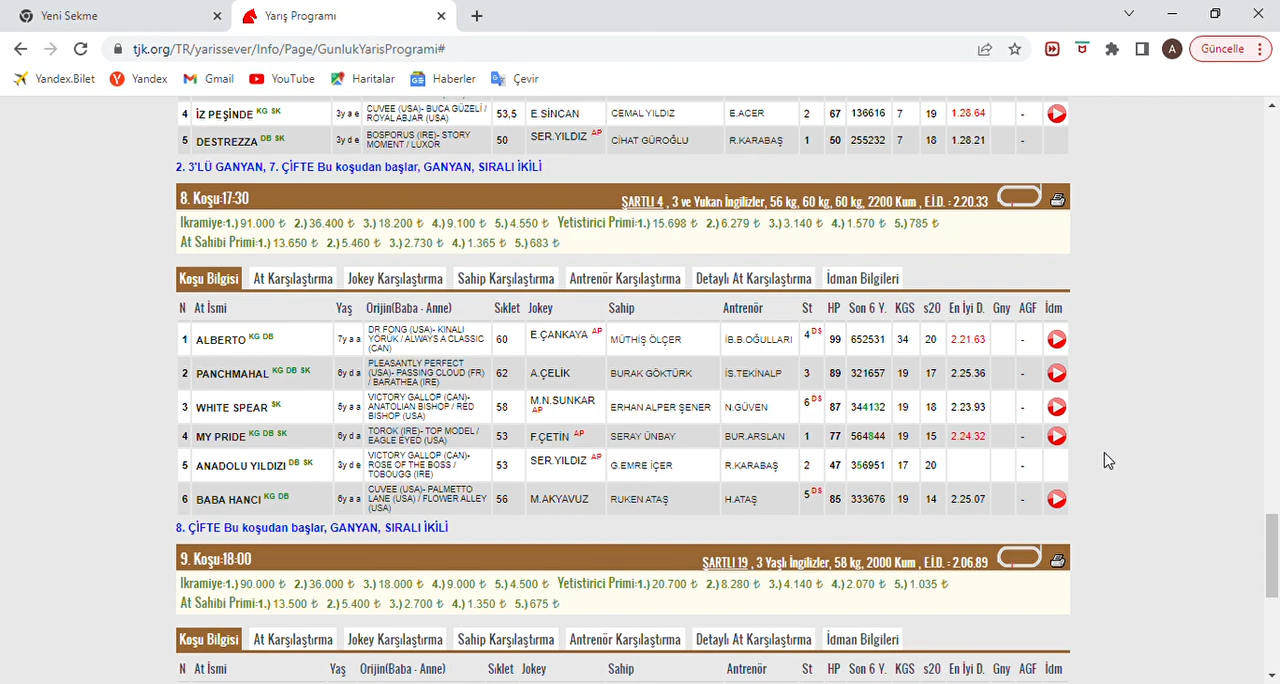 Yeni Sekme
Yarış Programı
tjk.org/TR/yarissever/Info/Page/GunlukYarisProgrami#
A
Güncelle
Yandex.Bilet
Yandex
Gmail
YouTube
Haritalar
Haberler
Çevir
4 İZ PEŞİNDE KG SK 3y a e CUVEE (USA)- BUCA GÜZELİ / ROYAL ABJAR (USA) 53,5 E.SİNCAN CEMAL YILDIZ E.ACER 2 67 136616 7 19 1.28.64 -
5 DESTREZZA DB SK 3y d e BOSPORUS (IRE)- STORY MOMENT / LUXOR 50 SER.YILDIZ AP CİHAT GÜROĞLU R.KARABAŞ 1 50 255232 7 18 1.28.21 -
2. 3'LÜ GANYAN, 7. ÇİFTE Bu koşudan başlar, GANYAN, SIRALI İKİLİ
8. Koşu:17:30 ŞARTLI 4 , 3 ve Yukarı İngilizler, 56 kg, 60 kg, 60 kg, 2200 Kum , E.İ.D. : 2.20.33
Ikramiye:1.) 91.000 ₺ 2.) 36.400 ₺ 3.) 18.200 ₺ 4.) 9.100 ₺ 5.) 4.550 ₺ Yetistirici Primi:1.) 15.698 ₺ 2.) 6.279 ₺ 3.) 3.140 ₺ 4.) 1.570 ₺ 5.) 785 ₺
At Sahibi Primi:1.) 13.650 ₺ 2.) 5.460 ₺ 3.) 2.730 ₺ 4.) 1.365 ₺ 5.) 683 ₺
Koşu Bilgisi At Karşılaştırma Jokey Karşılaştırma Sahip Karşılaştırma Antrenör Karşılaştırma Detaylı At Karşılaştırma İdman Bilgileri
N At İsmi Yaş Orijin(Baba - Anne) Sıklet Jokey Sahip Antrenör St HP Son 6 Y. KGS s20 En İyi D. Gny AGF İdm
1 ALBERTO KG DB 7y a a DR FONG (USA)- KINALI YÖRÜK / ALWAYS A CLASSIC (CAN) 60 E.ÇANKAYA AP MÜTHİŞ ÖLÇER İB.B.OĞULLARI 4 DS 99 652531 34 20 2.21.63 -
2 PANCHMAHAL KG DB SK 6y d a PLEASANTLY PERFECT (USA)- PASSING CLOUD (FR) / BARATHEA (IRE) 62 A.ÇELİK BURAK GÖKTÜRK İS.TEKİNALP 3 89 321657 19 17 2.25.36 -
3 WHITE SPEAR SK 5y a a VICTORY GALLOP (CAN)- ANATOLIAN BISHOP / RED BISHOP (USA) 58 M.N.SUNKAR AP ERHAN ALPER ŞENER N.GÜVEN 6 DS 87 344132 19 18 2.23.93 -
4 MY PRIDE KG DB SK 6y d a TOROK (IRE)- TOP MODEL / EAGLE EYED (USA) 53 F.ÇETİN AP SERAY ÜNBAY BUR.ARSLAN 1 77 564844 19 15 2.24.32 -
5 ANADOLU YILDIZI DB SK 3y d e VICTORY GALLOP (CAN)- ROSE OF THE BOSS / TOBOUGG (IRE) 53 SER.YILDIZ AP G.EMRE İÇER R.KARABAŞ 2 47 356951 17 20 -
6 BABA HANCI KG DB 6y a a CUVEE (USA)- PALMETTO LANE (USA) / FLOWER ALLEY (USA) 56 M.AKYAVUZ RUKEN ATAŞ H.ATAŞ 5 DS 85 333676 19 14 2.25.07 -
8. ÇİFTE Bu koşudan başlar, GANYAN, SIRALI İKİLİ
9. Koşu:18:00 ŞARTLI 19 , 3 Yaşlı İngilizler, 58 kg, 2000 Kum , E.İ.D. : 2.06.89
Ikramiye:1.) 90.000 ₺ 2.) 36.000 ₺ 3.) 18.000 ₺ 4.) 9.000 ₺ 5.) 4.500 ₺ Yetistirici Primi:1.) 20.700 ₺ 2.) 8.280 ₺ 3.) 4.140 ₺ 4.) 2.070 ₺ 5.) 1.035 ₺
At Sahibi Primi:1.) 13.500 ₺ 2.) 5.400 ₺ 3.) 2.700 ₺ 4.) 1.350 ₺ 5.) 675 ₺
Koşu Bilgisi At Karşılaştırma Jokey Karşılaştırma Sahip Karşılaştırma Antrenör Karşılaştırma Detaylı At Karşılaştırma İdman Bilgileri
N At İsmi Yaş Orijin(Baba - Anne) Sıklet Jokey Sahip Antrenör St HP Son 6 Y. KGS s20 En İyi D. Gny AGF İdm